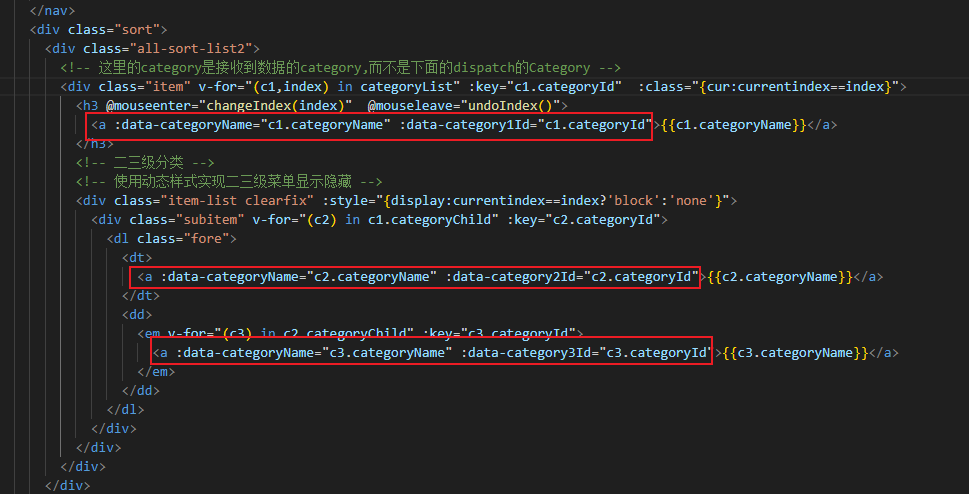 </nav>
<div class="sort">
<div class="all-sort-list2">
<!-- 这里的category是接收到数据的category,而不是下面的dispatch的Category -->
<div class="item" v-for="(c1,index) in categoryList" :key="c1.categoryId"  :class="{cur:currentindex==index}">
<h3 @mouseenter="changeIndex(index)"  @mouseleave="undoIndex()">
<a :data-categoryName="c1.categoryName" :data-category1Id="c1.categoryId">{{c1.categoryName}}</a>
</h3>
<!-- 二三级分类 -->
<!-- 使用动态样式实现二三级菜单显示隐藏 -->
<div class="item-list clearfix" :style="{display:currentindex==index?'block':'none'}">
<div class="subitem" v-for="(c2) in c1.categoryChild" :key="c2.categoryId">
<dl class="fore">
<dt>
<a :data-categoryName="c2.categoryName" :data-category2Id="c2.categoryId">{{c2.categoryName}}</a>
</dt>
<dd>
<em v-for="(c3) in c2.categoryChild" :key="c3.categoryId">
<a :data-categoryName="c3.categoryName" :data-category3Id="c3.categoryId">{{c3.categoryName}}</a>
</em>
</dd>
</dl>
</div>
</div>
</div>
</div>